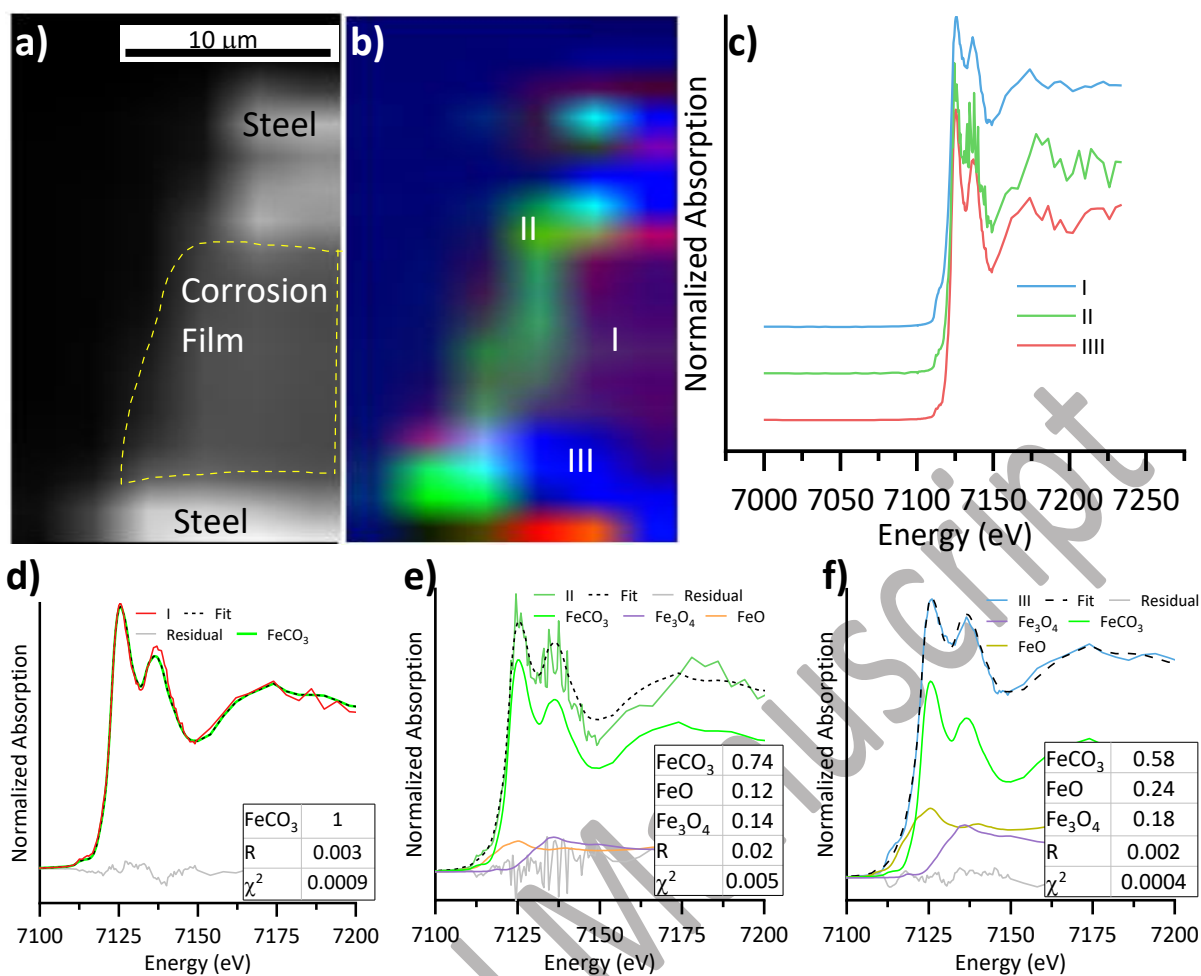 a)
10 μm
Steel
Corrosion
Film
Steel
b)
II
I
III
c)
Normalized Absorption
I
II
IIII
7000 7050 7100 7150 7200 7250
Energy (eV)
d)
I Fit
Residual FeCO₃
Normalized Absorption
FeCO₃ 1
R 0.003
χ² 0.0009
7100 7125 7150 7175 7200
Energy (eV)
e)
II Fit Residual
FeCO₃ Fe₃O₄ FeO
Normalized Absorption
FeCO₃ 0.74
FeO 0.12
Fe₃O₄ 0.14
R 0.02
χ² 0.005
7100 7125 7150 7175 7200
Energy (eV)
f)
III Fit Residual
Fe₃O₄ FeCO₃
FeO
Normalized Absorption
FeCO₃ 0.58
FeO 0.24
Fe₃O₄ 0.18
R 0.002
χ² 0.0004
7100 7125 7150 7175 7200
Energy (eV)